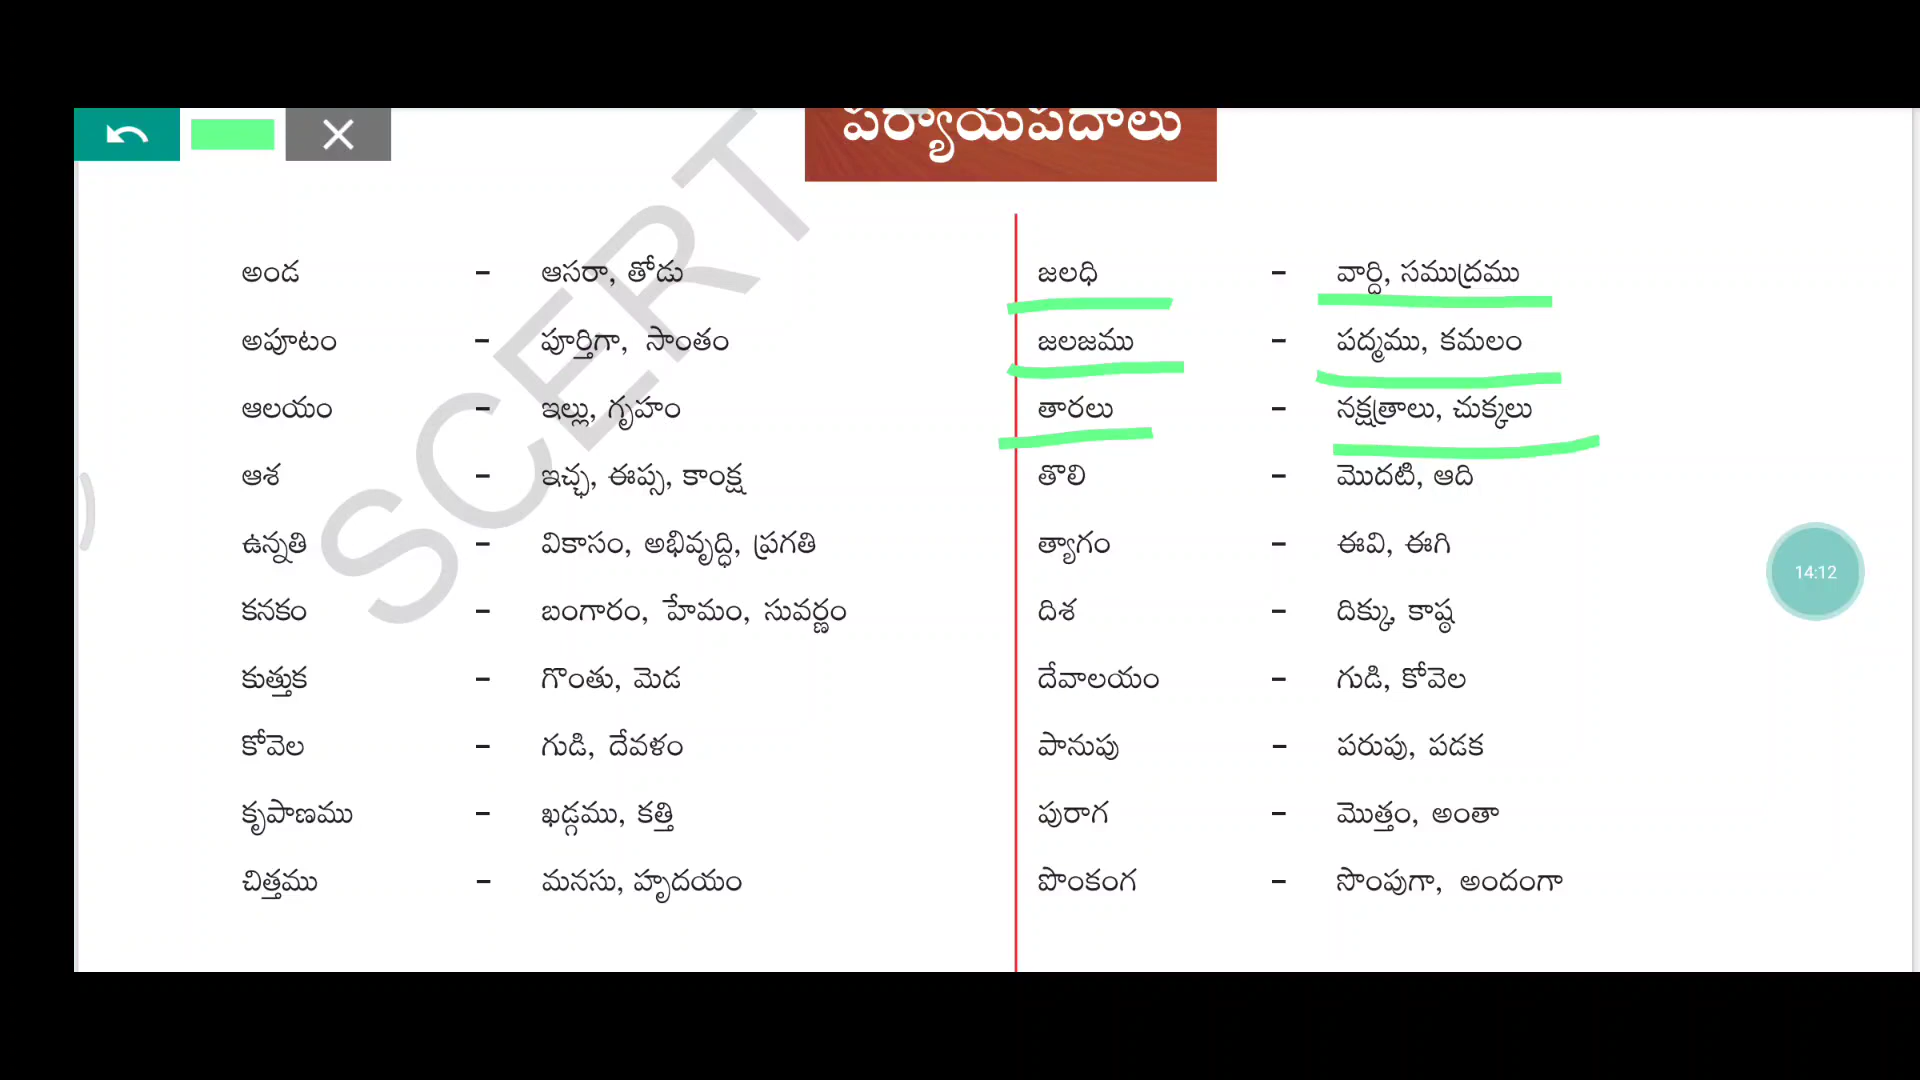 పర్యాయపదాలు
SCERT
అండ - ఆసరా, తోడు
అపూటం - పూర్తిగా, సాంతం
ఆలయం - ఇల్లు, గృహం
ఆశ - ఇచ్ఛ, ఈప్స, కాంక్ష
ఉన్నతి - వికాసం, అభివృద్ధి, ప్రగతి
కనకం - బంగారం, హేమం, సువర్ణం
కుత్తుక - గొంతు, మెడ
కోవెల - గుడి, దేవళం
కృపాణము - ఖడ్గము, కత్తి
చిత్తము - మనసు, హృదయం
జలధి - వార్ది, సముద్రము
జలజము - పద్మము, కమలం
తారలు - నక్షత్రాలు, చుక్కలు
తొలి - మొదటి, ఆది
త్యాగం - ఈవి, ఈగి
దిశ - దిక్కు, కాష్ఠ
దేవాలయం - గుడి, కోవెల
పానుపు - పరుపు, పడక
పురాగ - మొత్తం, అంతా
పొంకంగ - సొంపుగా, అందంగా
14:12